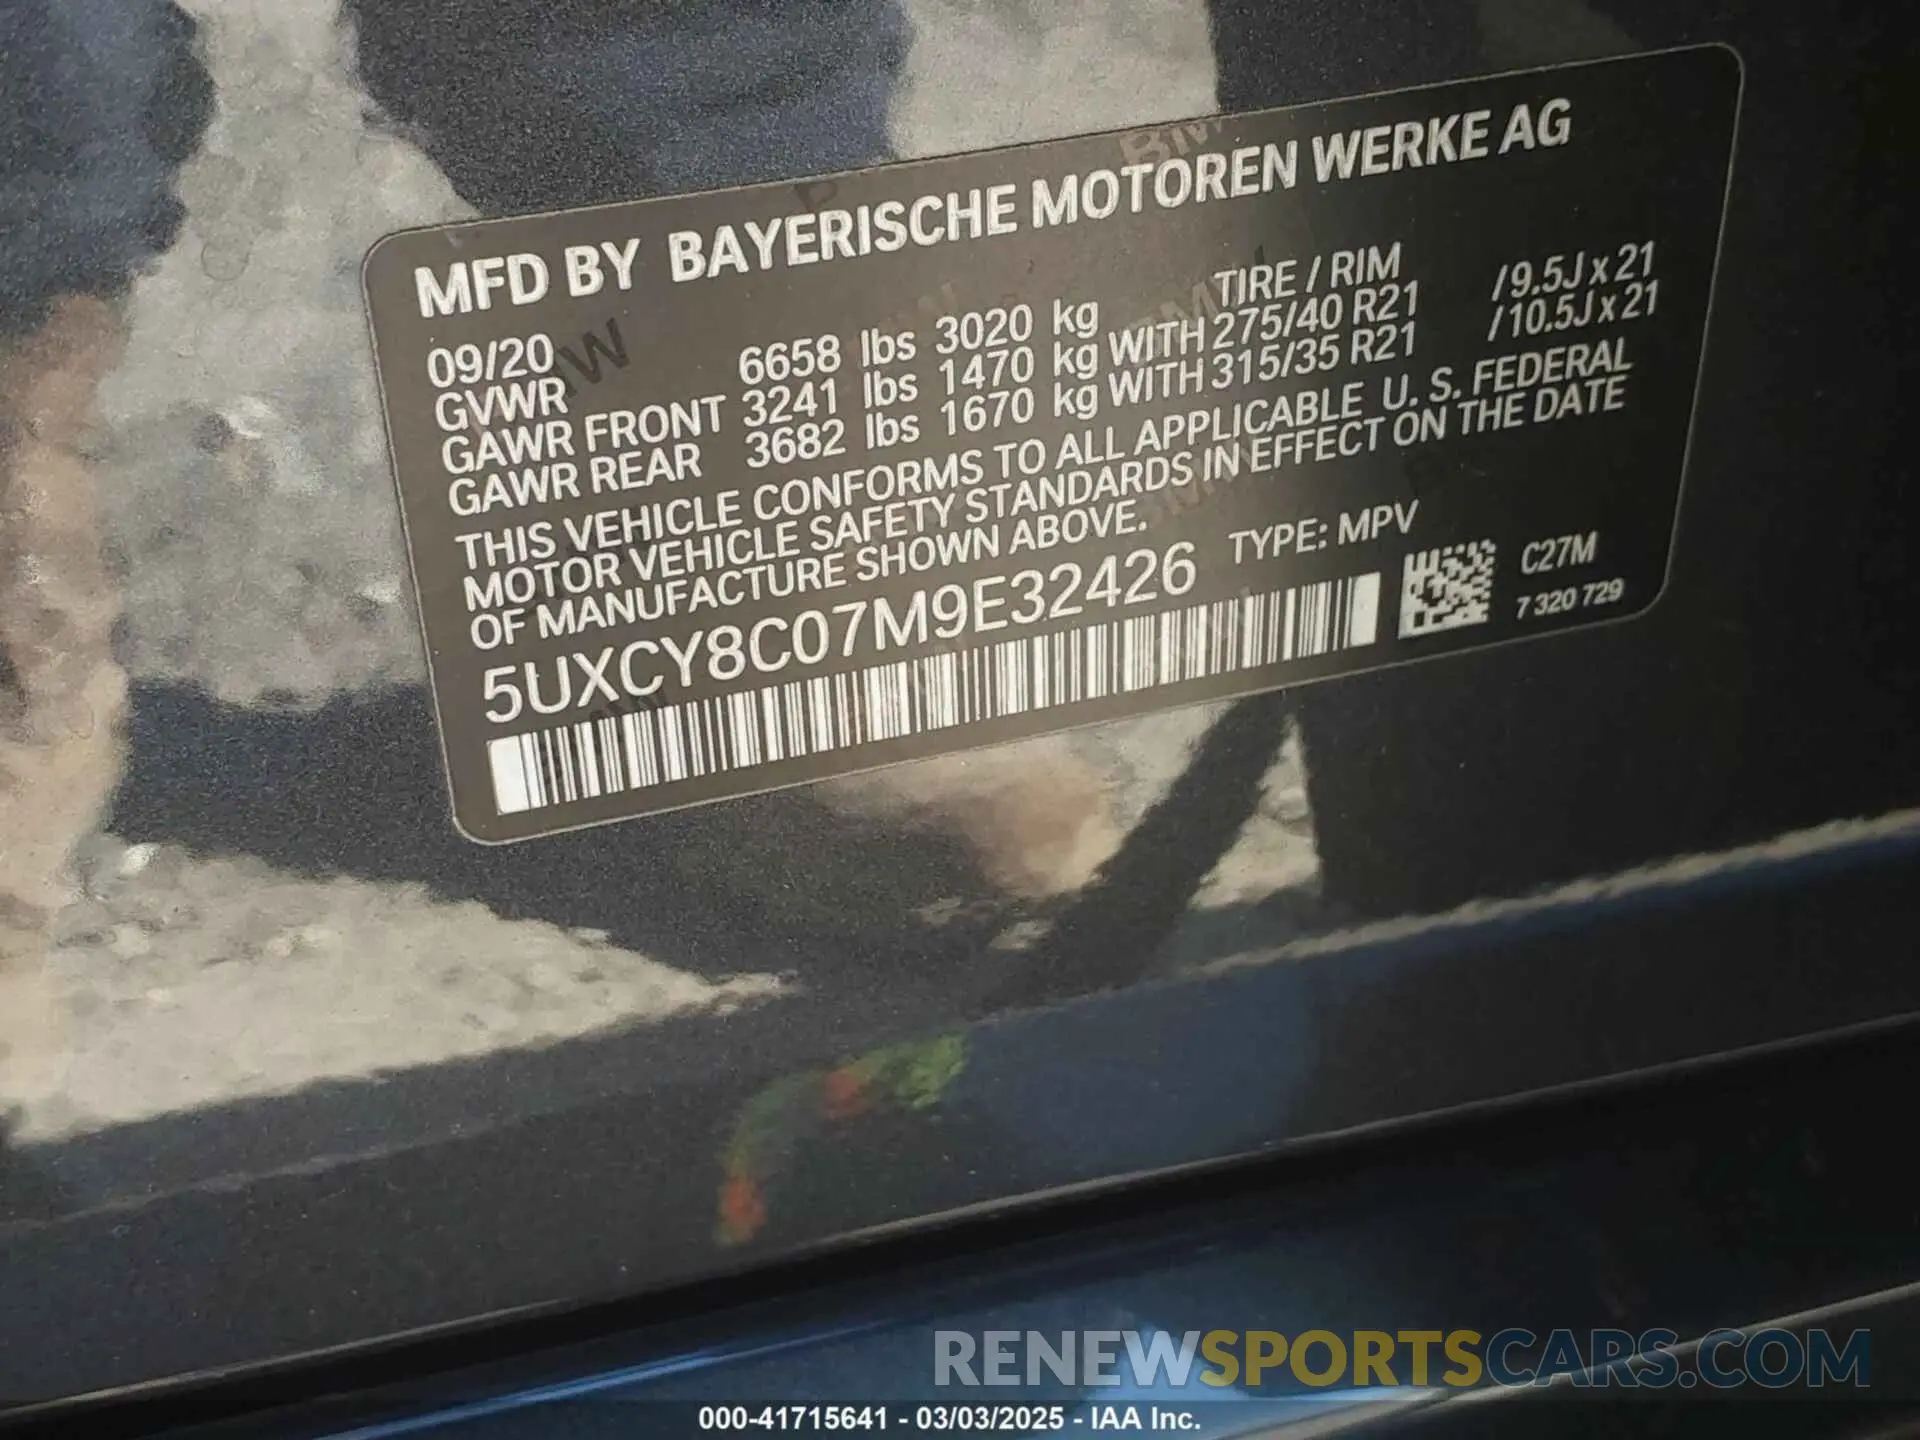 MFD BY BAYERISCHE MOTOREN WERKE AG
09/20 TIRE / RIM
GVWR 6658 lbs 3020 kg
GAWR FRONT 3241 lbs 1470 kg WITH 275/40 R21 /9.5J x 21
GAWR REAR 3682 lbs 1670 kg WITH 315/35 R21 /10.5J x 21
THIS VEHICLE CONFORMS TO ALL APPLICABLE U. S. FEDERAL
MOTOR VEHICLE SAFETY STANDARDS IN EFFECT ON THE DATE
OF MANUFACTURE SHOWN ABOVE.
5UXCY8C07M9E32426 TYPE: MPV
C27M
7 320 729
RENEWSPORTSCARS.COM
000-41715641 - 03/03/2025 - IAA Inc.